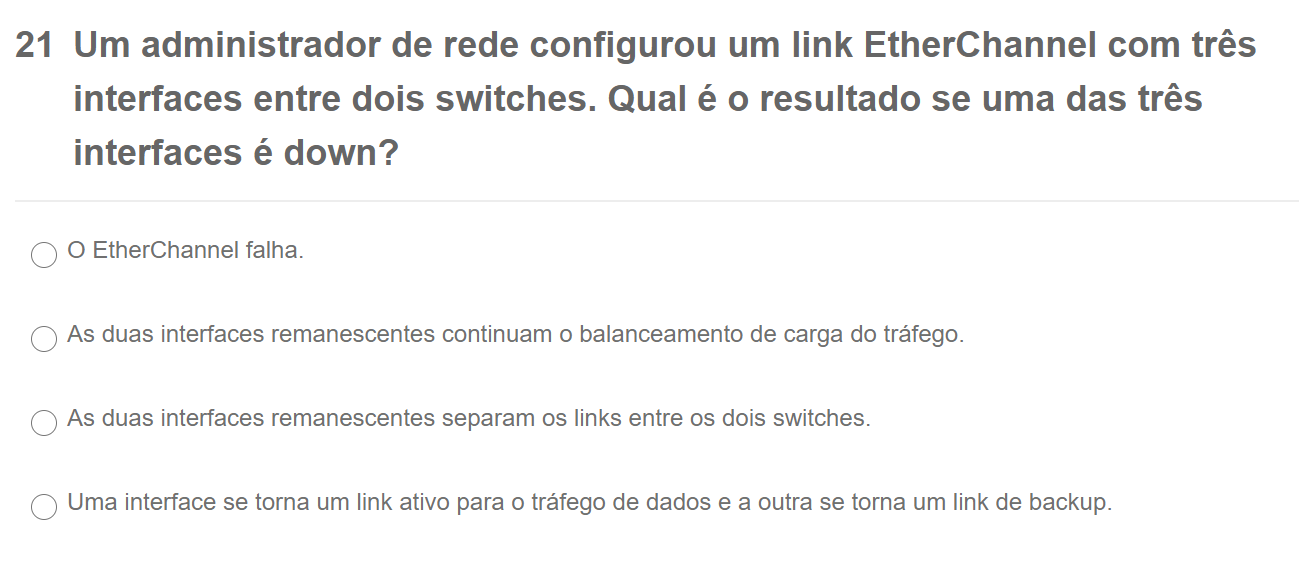 21 Um administrador de rede configurou um link EtherChannel com três
interfaces entre dois switches. Qual é o resultado se uma das três
interfaces é down?
O EtherChannel falha.
As duas interfaces remanescentes continuam o balanceamento de carga do tráfego.
As duas interfaces remanescentes separam os links entre os dois switches.
Uma interface se torna um link ativo para o tráfego de dados e a outra se torna um link de backup.